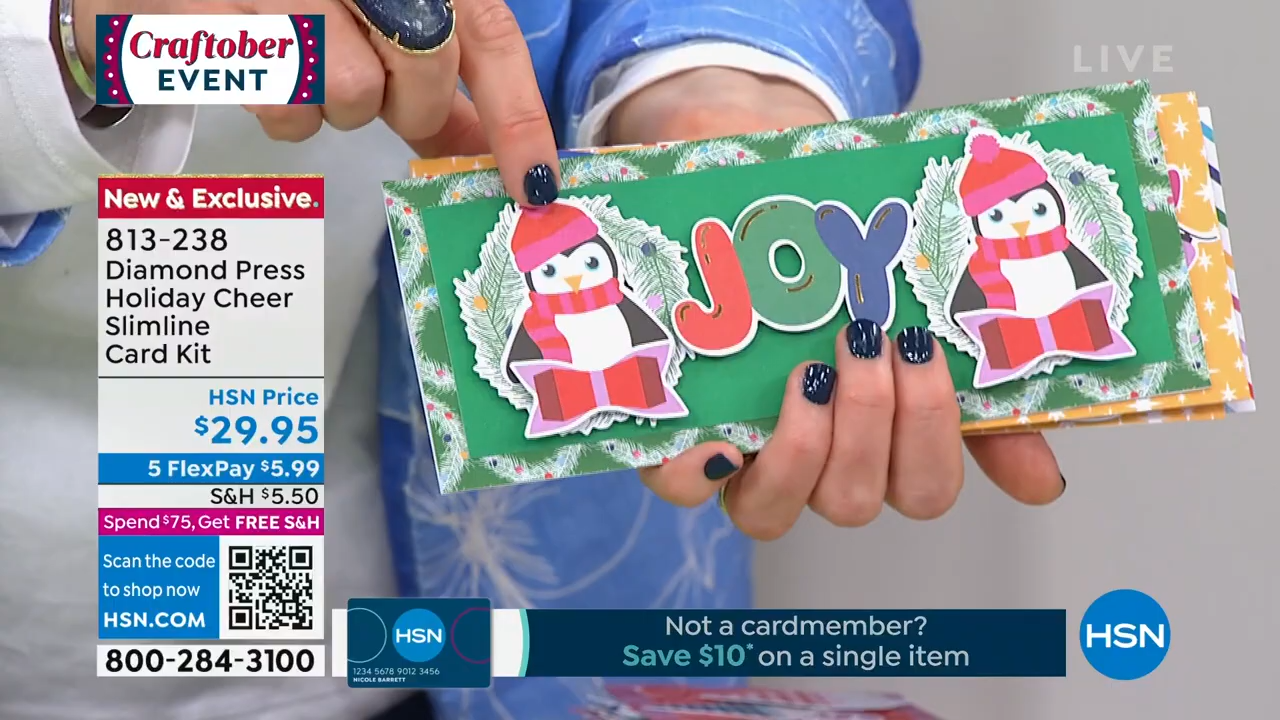 Craftober
EVENT
LIVE
New & Exclusive.
813-238
Diamond Press
Holiday Cheer
Slimline
Card Kit
HSN Price
$29.95
5 FlexPay $5.99
S&H $5.50
Spend $75, Get FREE S&H
Scan the code
to shop now
HSN.COM
800-284-3100
JOY
HSN
1234 5678 9012 3456
NICOLE BARRETT
Not a cardmember?
Save $10* on a single item
HSN